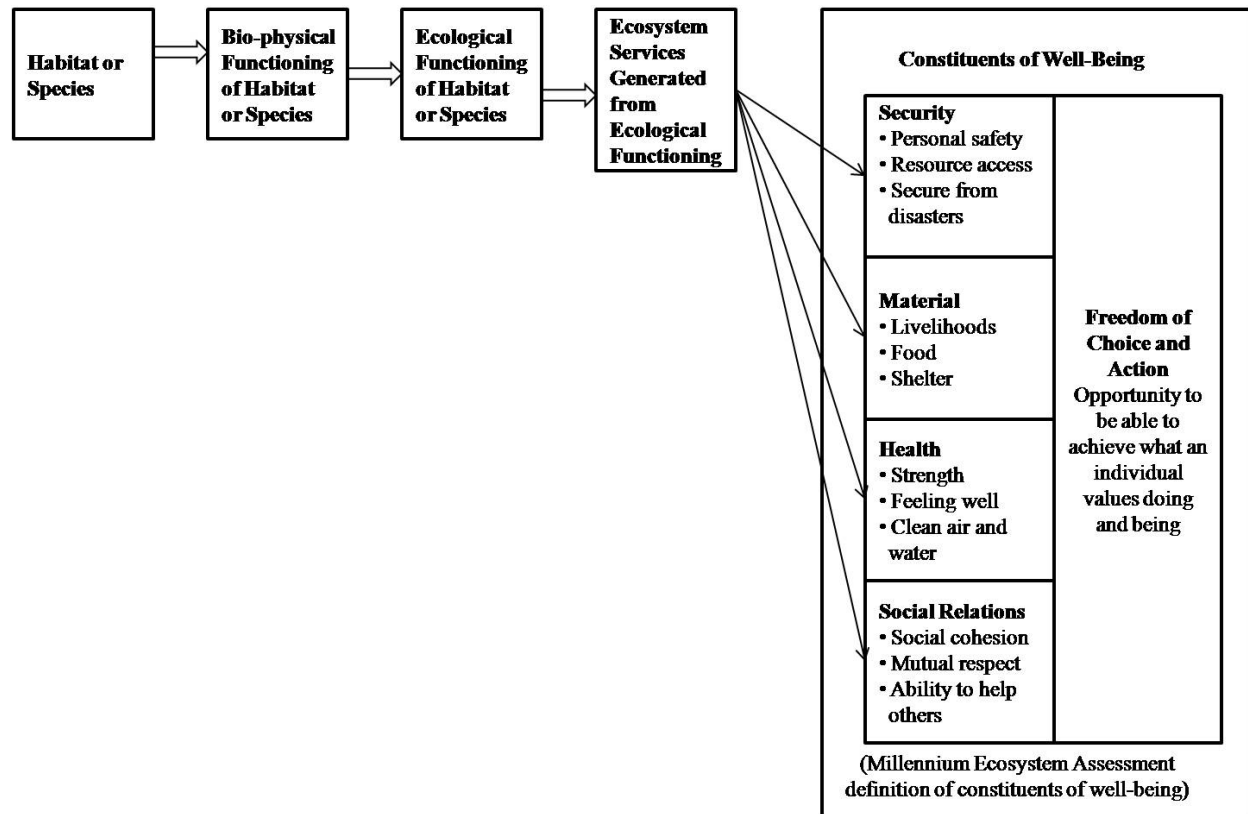 Habitat or
Species
Bio-physical
Functioning
of Habitat
or Species
Ecological
Functioning
of Habitat
or Species
Ecosystem
Services
Generated
from
Ecological
Functioning
Constituents of Well-Being
Security
• Personal safety
• Resource access
• Secure from
disasters
Material
• Livelihoods
• Food
• Shelter
Health
• Strength
• Feeling well
• Clean air and
water
Social Relations
• Social cohesion
• Mutual respect
• Ability to help
others
Freedom of
Choice and
Action
Opportunity to
be able to
achieve what an
individual
values doing
and being
(Millennium Ecosystem Assessment
definition of constituents of well-being)